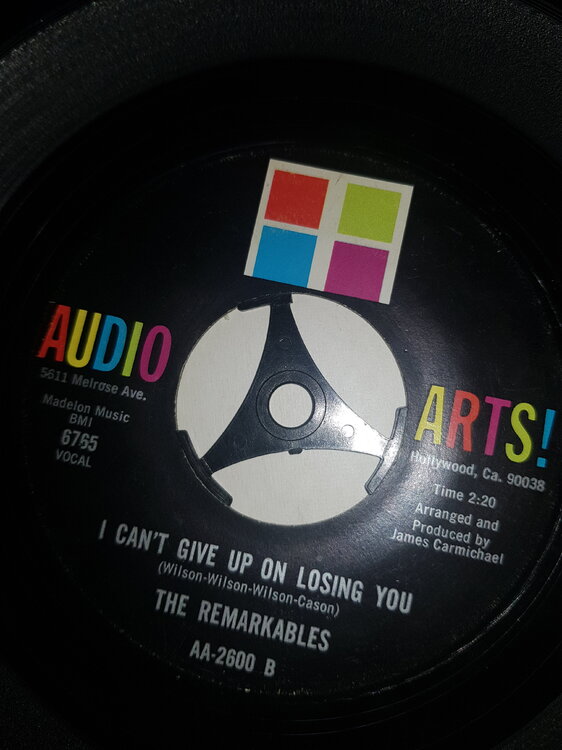 AUDIO
5611 Melrose Ave.
Madelon Music
BMI
6765
VOCAL
ARTS!
Hollywood, Ca. 90038
Time 2:20
Arranged and
Produced by
James Carmichael
I CAN'T GIVE UP ON LOSING YOU
(Wilson-Wilson-Wilson-Cason)
THE REMARKABLES
AA-2600 B